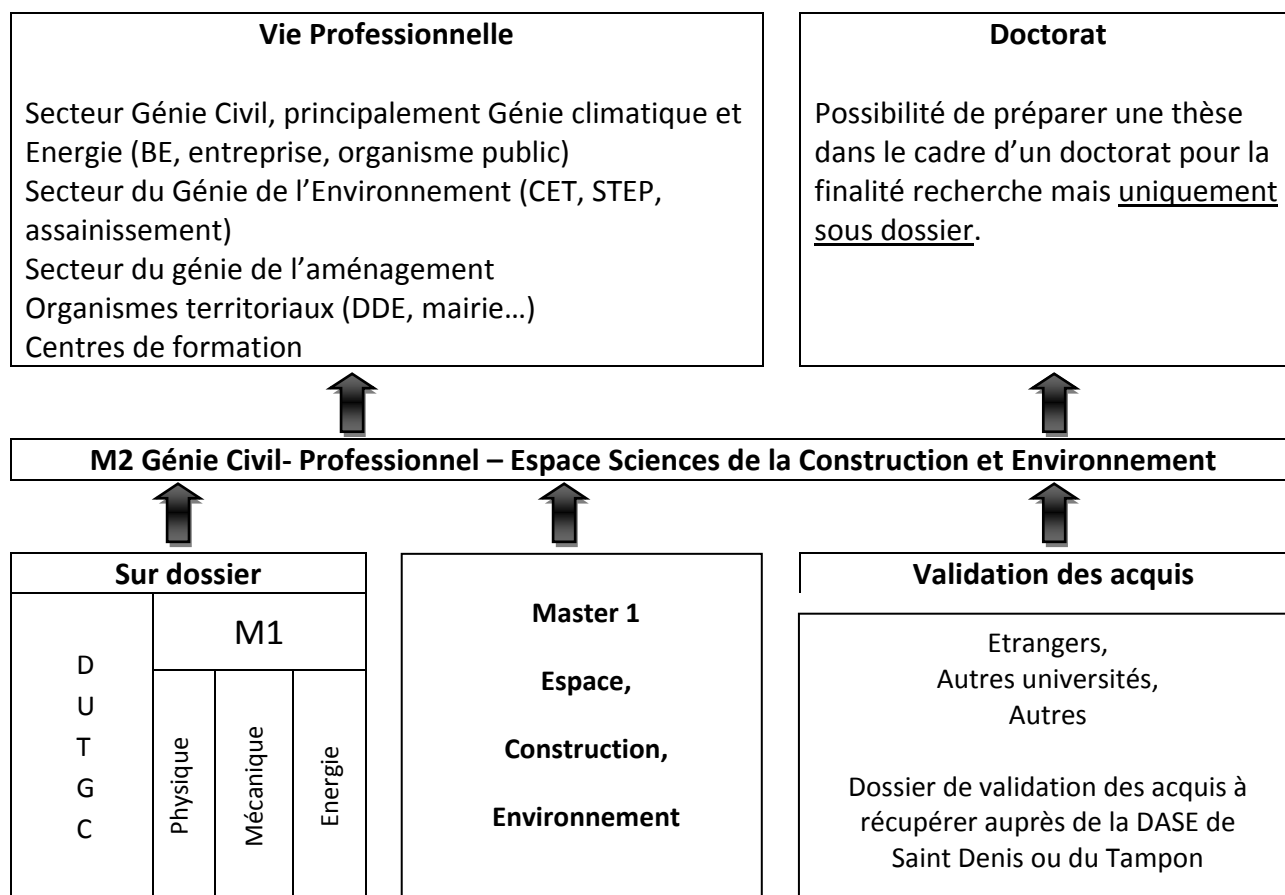 Vie Professionnelle
Secteur Génie Civil, principalement Génie climatique et
Energie (BE, entreprise, organisme public)
Secteur du Génie de l’Environnement (CET, STEP,
assainissement)
Secteur du génie de l’aménagement
Organismes territoriaux (DDE, mairie…)
Centres de formation
Doctorat
Possibilité de préparer une thèse
dans le cadre d’un doctorat pour la
finalité recherche mais uniquement
sous dossier.
M2 Génie Civil- Professionnel – Espace Sciences de la Construction et Environnement
Sur dossier
D
U
T
G
C
M1
Physique
Mécanique
Energie
Master 1
Espace,
Construction,
Environnement
Validation des acquis
Etrangers,
Autres universités,
Autres
Dossier de validation des acquis à
récupérer auprès de la DASE de
Saint Denis ou du Tampon